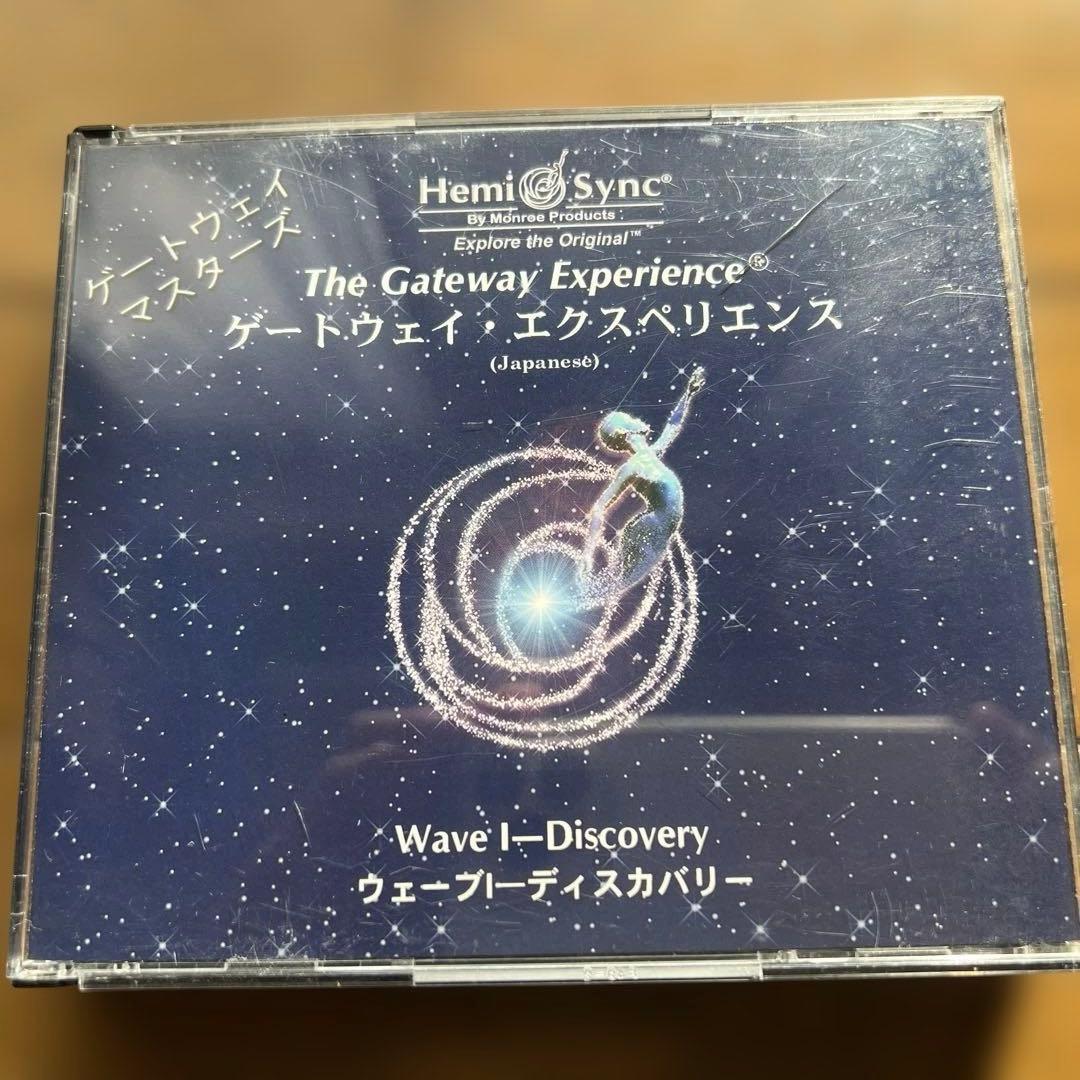 ゲートウェイ
マスターズ
Hemi Sync®
By Monroe Products
Explore the Original™
The Gateway Experience®
ゲートウェイ・エクスペリエンス
(Japanese)
Wave I—Discovery
ウェーブI—ディスカバリー